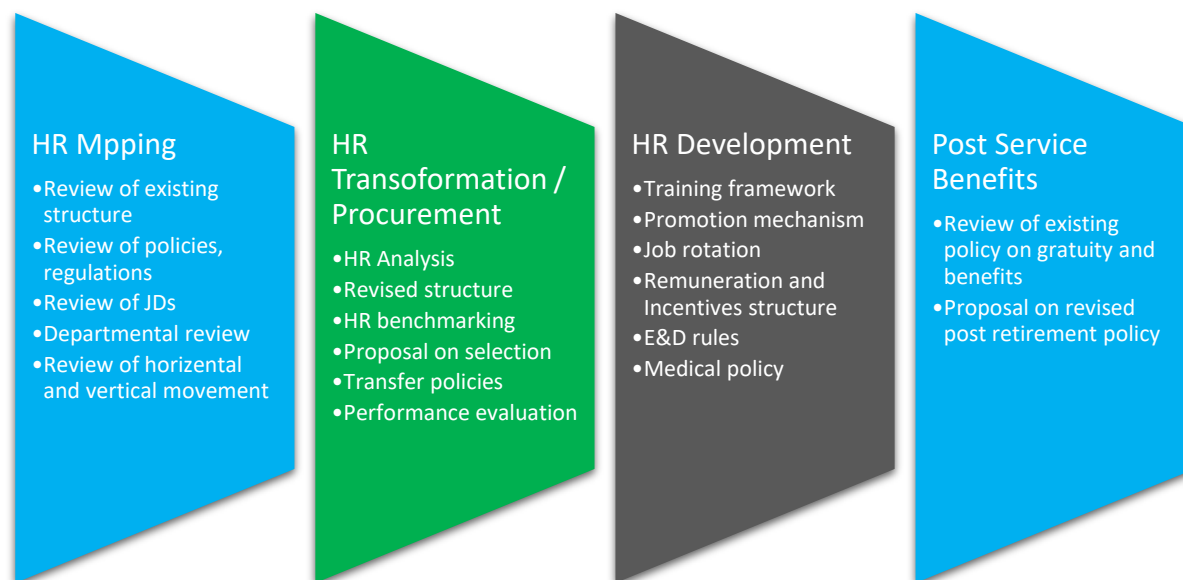 HR Mpping
•Review of existing
structure
•Review of policies,
regulations
•Review of JDs
•Departmental review
•Review of horizental
and vertical movement
HR
Transoformation /
Procurement
•HR Analysis
•Revised structure
•HR benchmarking
•Proposal on selection
•Transfer policies
•Performance evaluation
HR Development
•Training framework
•Promotion mechanism
•Job rotation
•Remuneration and
Incentives structure
•E&D rules
•Medical policy
Post Service
Benefits
•Review of existing
policy on gratuity and
benefits
•Proposal on revised
post retirement policy